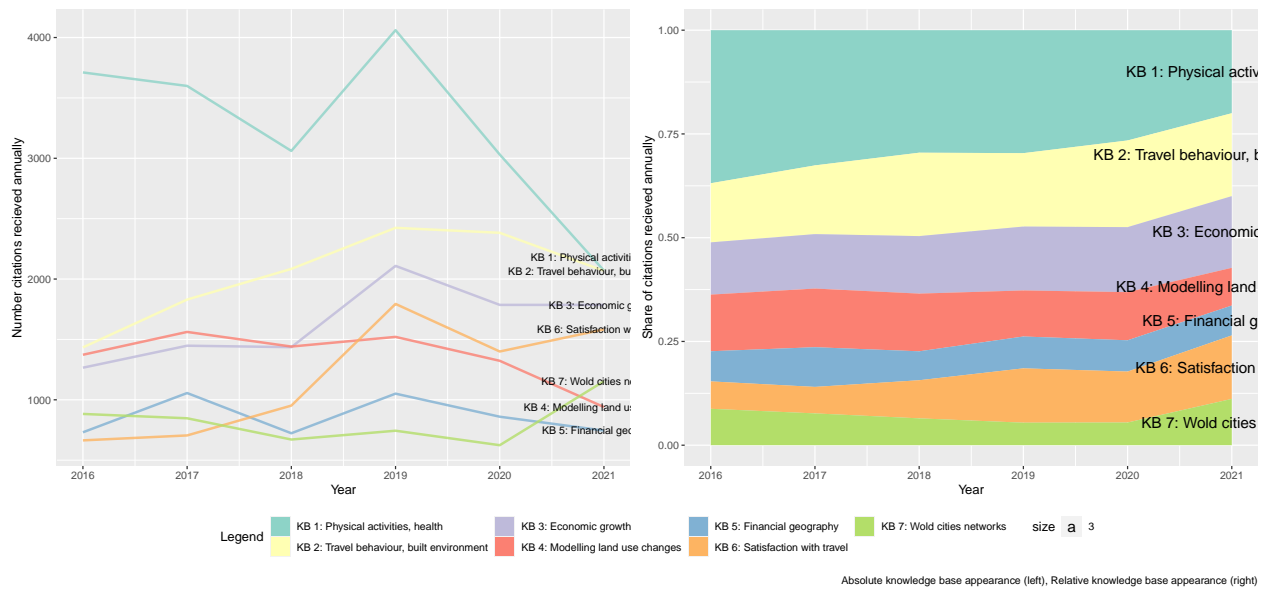 4000
3000
2000
1000
Number citations recieved annually
2016
2017
2018
2019
2020
2021
Year
KB 1: Physical activiti
KB 2: Travel behaviour, bu
KB 3: Economic g
KB 6: Satisfaction w
KB 7: Wold cities ne
KB 4: Modelling land us
KB 5: Financial geo
1.00
0.75
0.50
0.25
0.00
Share of citations recieved annually
2016
2017
2018
2019
2020
2021
Year
KB 1: Physical activ
KB 2: Travel behaviour, b
KB 3: Economic
KB 4: Modelling land
KB 5: Financial g
KB 6: Satisfaction
KB 7: Wold cities
Legend
KB 1: Physical activities, health
KB 2: Travel behaviour, built environment
KB 3: Economic growth
KB 4: Modelling land use changes
KB 5: Financial geography
KB 6: Satisfaction with travel
KB 7: Wold cities networks
size
a
3
Absolute knowledge base appearance (left), Relative knowledge base appearance (right)